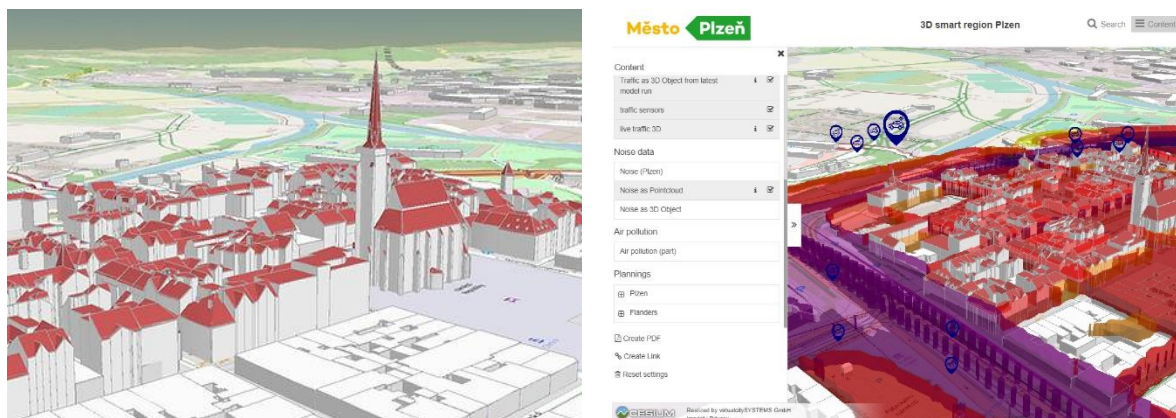 Město Plzeň
3D smart region Plzen
Search
Content
Content
Traffic as 3D Object from latest
model run
traffic sensors
live traffic 3D
Noise data
Noise (Plzen)
Noise as Pointcloud
Noise as 3D Object
Air pollution
Air pollution (part)
Plannings
Plzen
Flanders
Create PDF
Create Link
Reset settings
CESIUM
Realized by virtualcitySYSTEMS GmbH